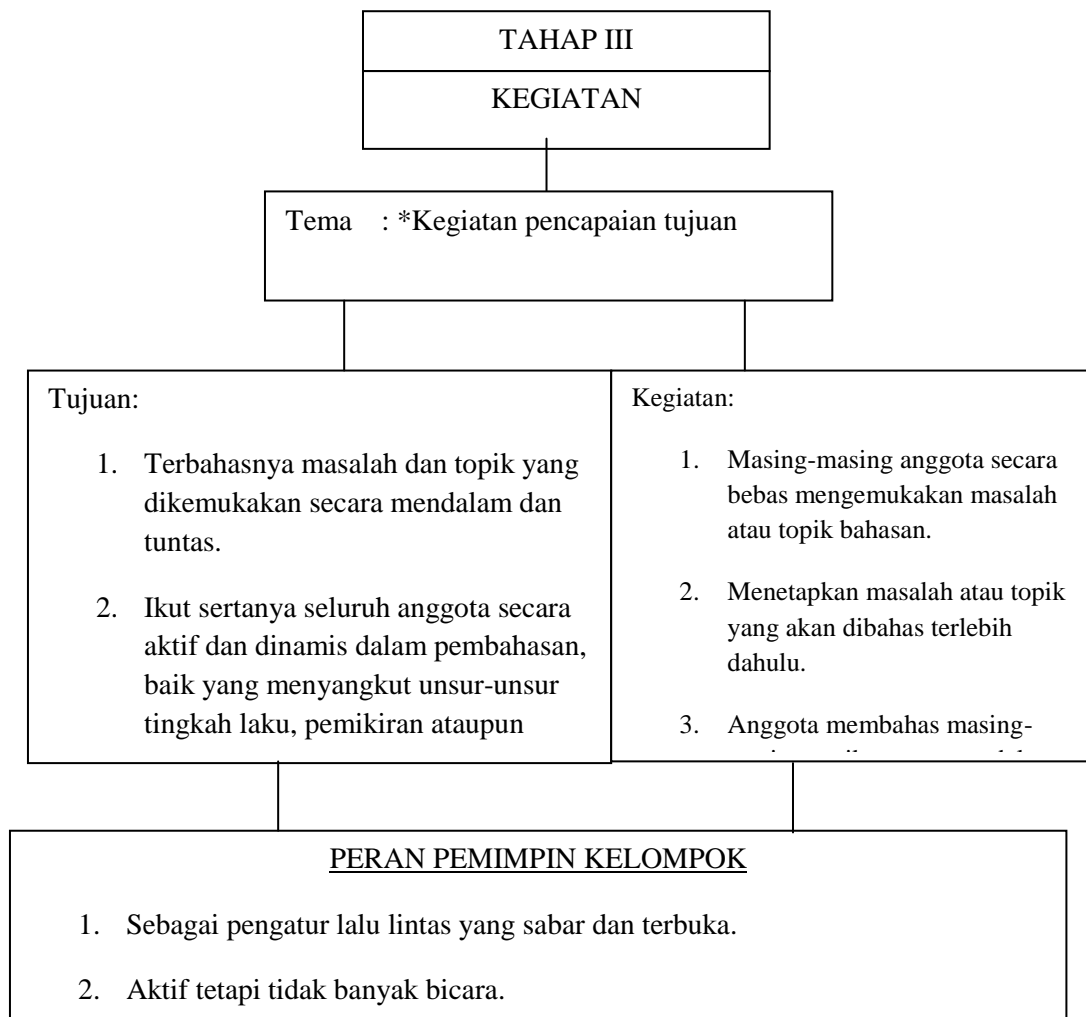 TAHAP III
KEGIATAN
Tema : *Kegiatan pencapaian tujuan
Tujuan:
1. Terbahasnya masalah dan topik yang
dikemukakan secara mendalam dan
tuntas.
2. Ikut sertanya seluruh anggota secara
aktif dan dinamis dalam pembahasan,
baik yang menyangkut unsur-unsur
tingkah laku, pemikiran ataupun
Kegiatan:
1. Masing-masing anggota secara
bebas mengemukakan masalah
atau topik bahasan.
2. Menetapkan masalah atau topik
yang akan dibahas terlebih
dahulu.
3. Anggota membahas masing-
PERAN PEMIMPIN KELOMPOK
1. Sebagai pengatur lalu lintas yang sabar dan terbuka.
2. Aktif tetapi tidak banyak bicara.